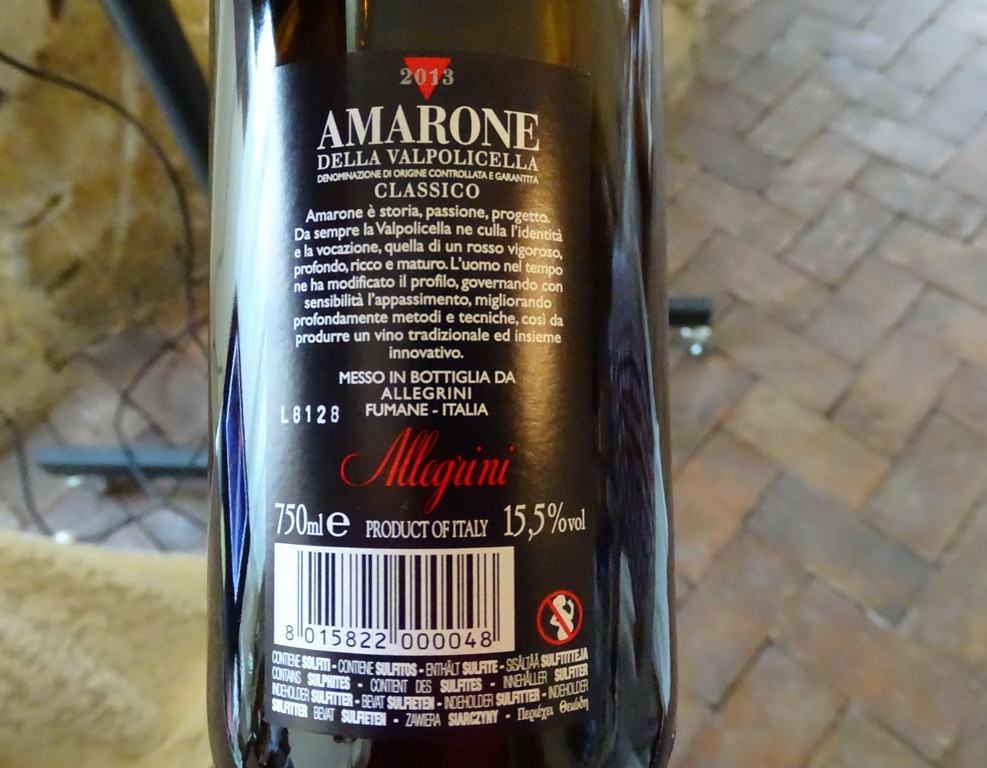 2013
AMARONE
DELLA VALPOLICELLA
DENOMINAZIONE DI ORIGINE CONTROLLATA E GARANTITA
CLASSICO
Amarone è storia, passione, progetto.
Da sempre la Valpolicella ne culla l'identità
e la vocazione, quella di un rosso vigoroso,
profondo, ricco e maturo. L'uomo nel tempo
ne ha modificato il profilo, governando con
sensibilità l'appassimento, migliorando
profondamente metodi e tecniche, così da
produrre un vino tradizionale ed insieme
innovativo.
MESSO IN BOTTIGLIA DA
ALLEGRINI
FUMANE - ITALIA
L8128
Allegrini
750ml e PRODUCT OF ITALY 15,5%vol
8 015822 000048
CONTIENE SOLFITI - CONTIENE SULFITOS - ENTHÄLT SULFITE - SISÄLTÄÄ SULFIITTEJA
CONTAINS SULPHITES - CONTIENT DES SULFITES - INNEHÅLLER SULFITER
INDEHOLDER SULFITTER - BEVAT SULFIETEN - INDEHOLDER SULFITTER - INDEHOLDER
SULFITTER BEVAT SULFIETEN - ZAWIERA SIARCZYNY - Περιέχει Θειώδη